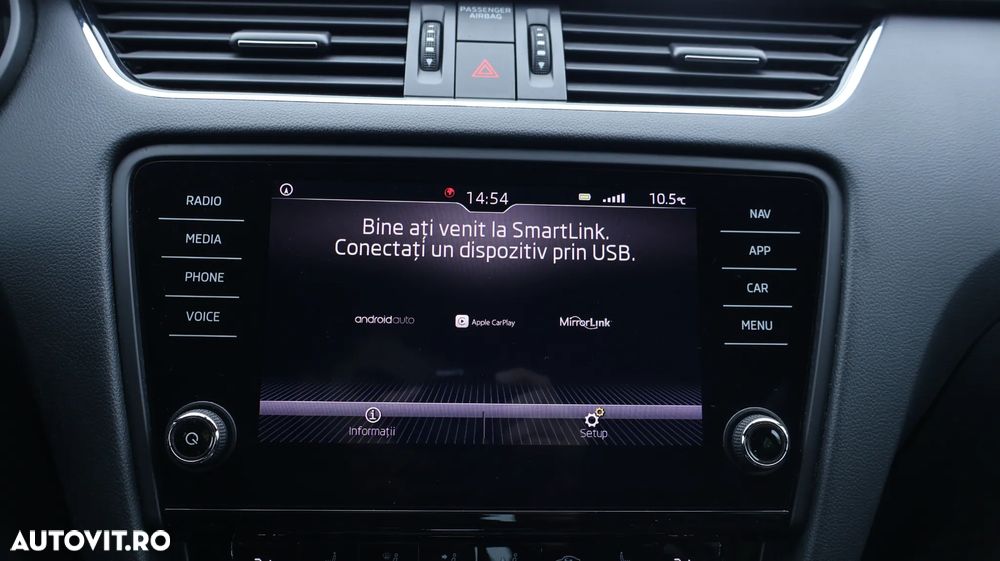 PASSENGER
AIRBAG
RADIO
MEDIA
PHONE
VOICE
14:54
10.5°C
Bine ați venit la SmartLink.
Conectați un dispozitiv prin USB.
androidauto
Apple CarPlay
MirrorLink
Informații
Setup
NAV
APP
CAR
MENU
AUTOVIT.RO